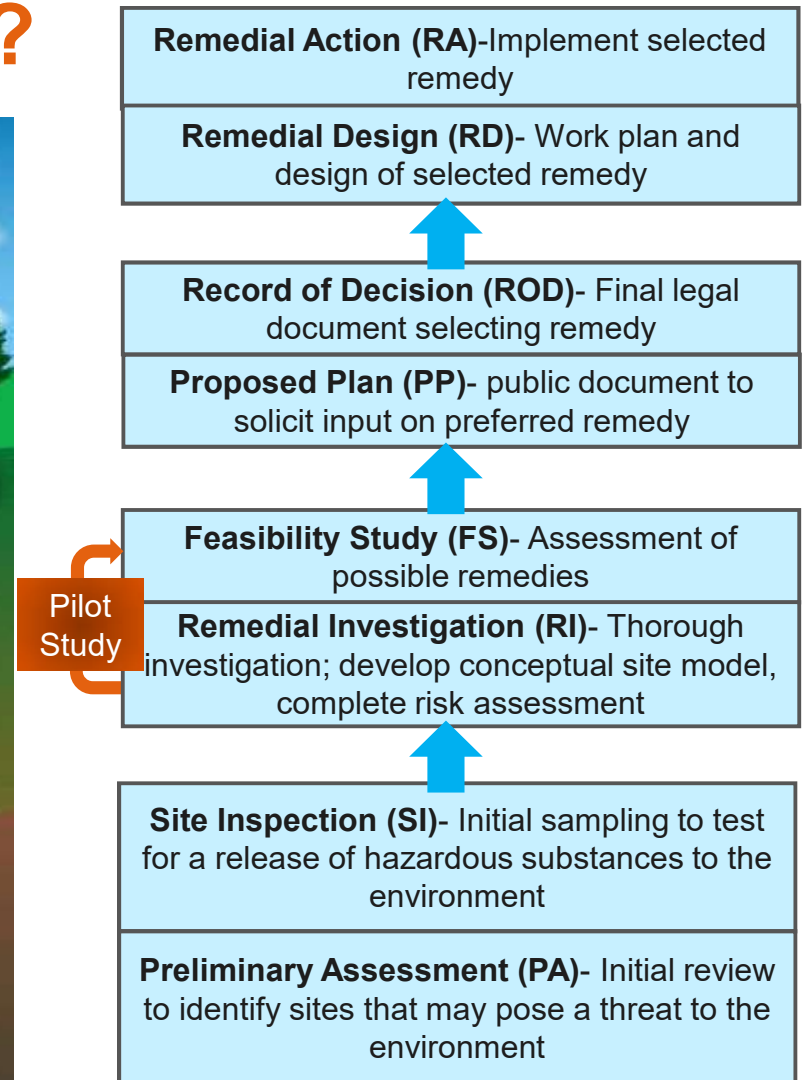 ?
Remedial Action (RA)-Implement selected
remedy
Remedial Design (RD)- Work plan and
design of selected remedy
Record of Decision (ROD)- Final legal
document selecting remedy
Proposed Plan (PP)- public document to
solicit input on preferred remedy
Feasibility Study (FS)- Assessment of
possible remedies
Pilot
Study
Remedial Investigation (RI)- Thorough
investigation; develop conceptual site model,
complete risk assessment
Site Inspection (SI)- Initial sampling to test
for a release of hazardous substances to the
environment
Preliminary Assessment (PA)- Initial review
to identify sites that may pose a threat to the
environment